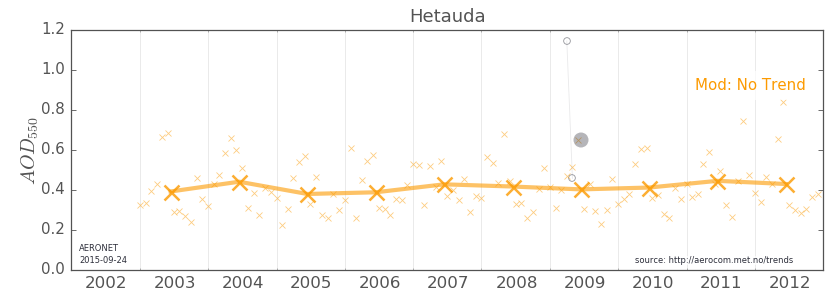 Hetauda
1.2
1.0
0.8
0.6
0.4
0.2
0.0
AOD550
Mod: No Trend
AERONET
2015-09-24
source: http://aerocom.met.no/trends
2002 2003 2004 2005 2006 2007 2008 2009 2010 2011 2012